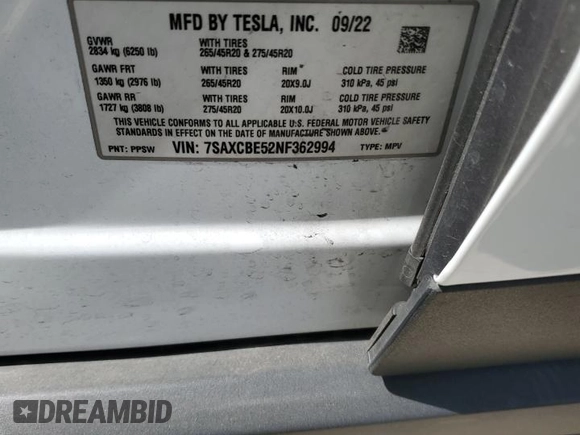 MFD BY TESLA, INC. 09/22
GVWR
2834 kg (6250 lb)
WITH TIRES
265/45R20 & 275/45R20
GAWR FRT
1350 kg (2976 lb)
WITH TIRES
265/45R20
RIM
20X9.0J
COLD TIRE PRESSURE
310 kPa, 45 psi
GAWR RR
1727 kg (3808 lb)
WITH TIRES
275/45R20
RIM
20X10.0J
COLD TIRE PRESSURE
310 kPa, 45 psi
THIS VEHICLE CONFORMS TO ALL APPLICABLE U.S. FEDERAL MOTOR VEHICLE SAFETY
STANDARDS IN EFFECT ON THE DATE OF MANUFACTURE SHOWN ABOVE.
PNT: PPSW VIN: 7SAXCBE52NF362994 TYPE: MPV
DREAMBID